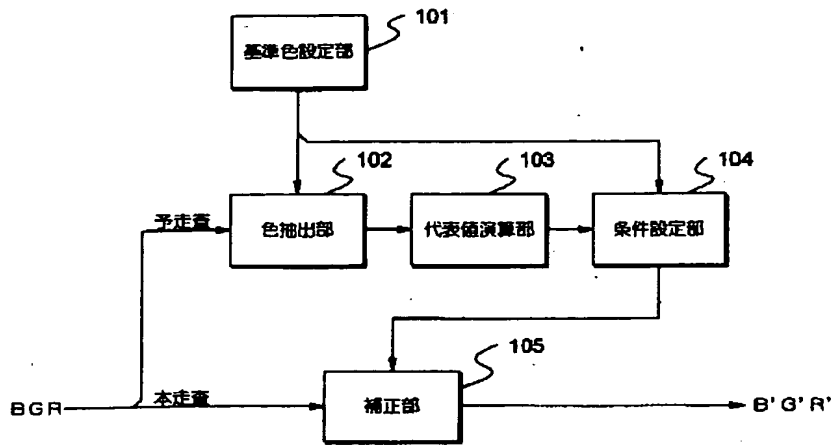 101
基準色設定部
102
103
104
予走査
色抽出部
代表値演算部
条件設定部
105
BGR
本走査
補正部
B'G'R'